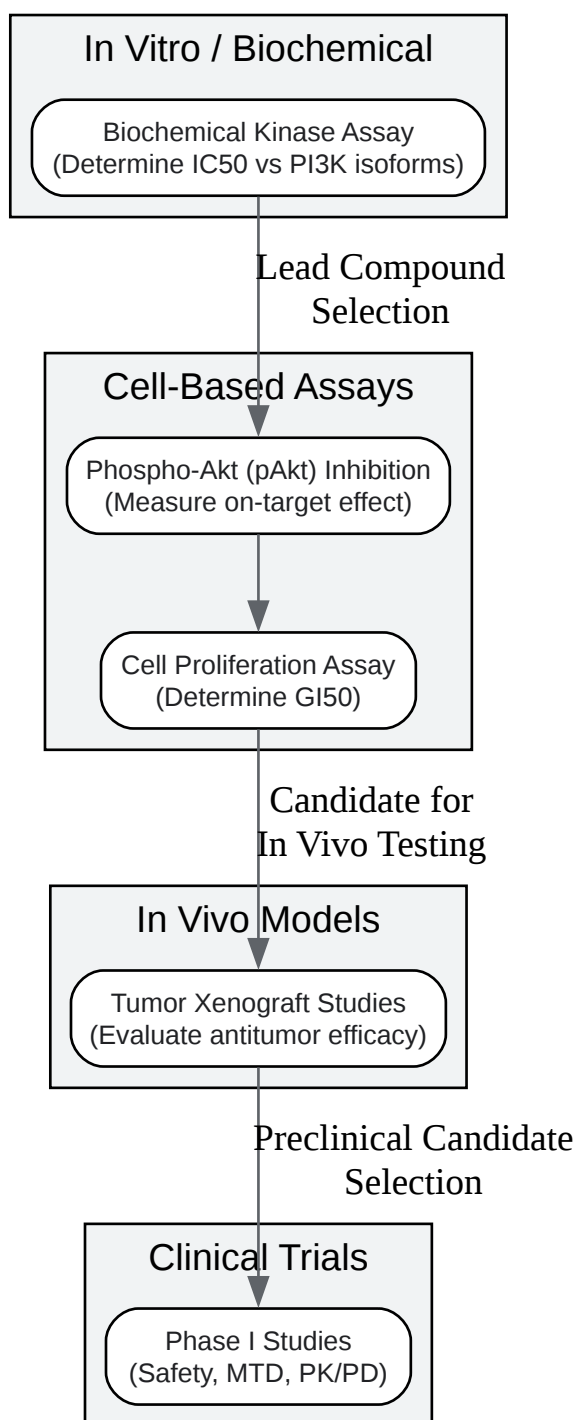 In Vitro / Biochemical
Biochemical Kinase Assay
(Determine IC50 vs PI3K isoforms)
Lead Compound
Selection
Cell-Based Assays
Phospho-Akt (pAkt) Inhibition
(Measure on-target effect)
Cell Proliferation Assay
(Determine GI50)
Candidate for
In Vivo Testing
In Vivo Models
Tumor Xenograft Studies
(Evaluate antitumor efficacy)
Preclinical Candidate
Selection
Clinical Trials
Phase I Studies
(Safety, MTD, PK/PD)